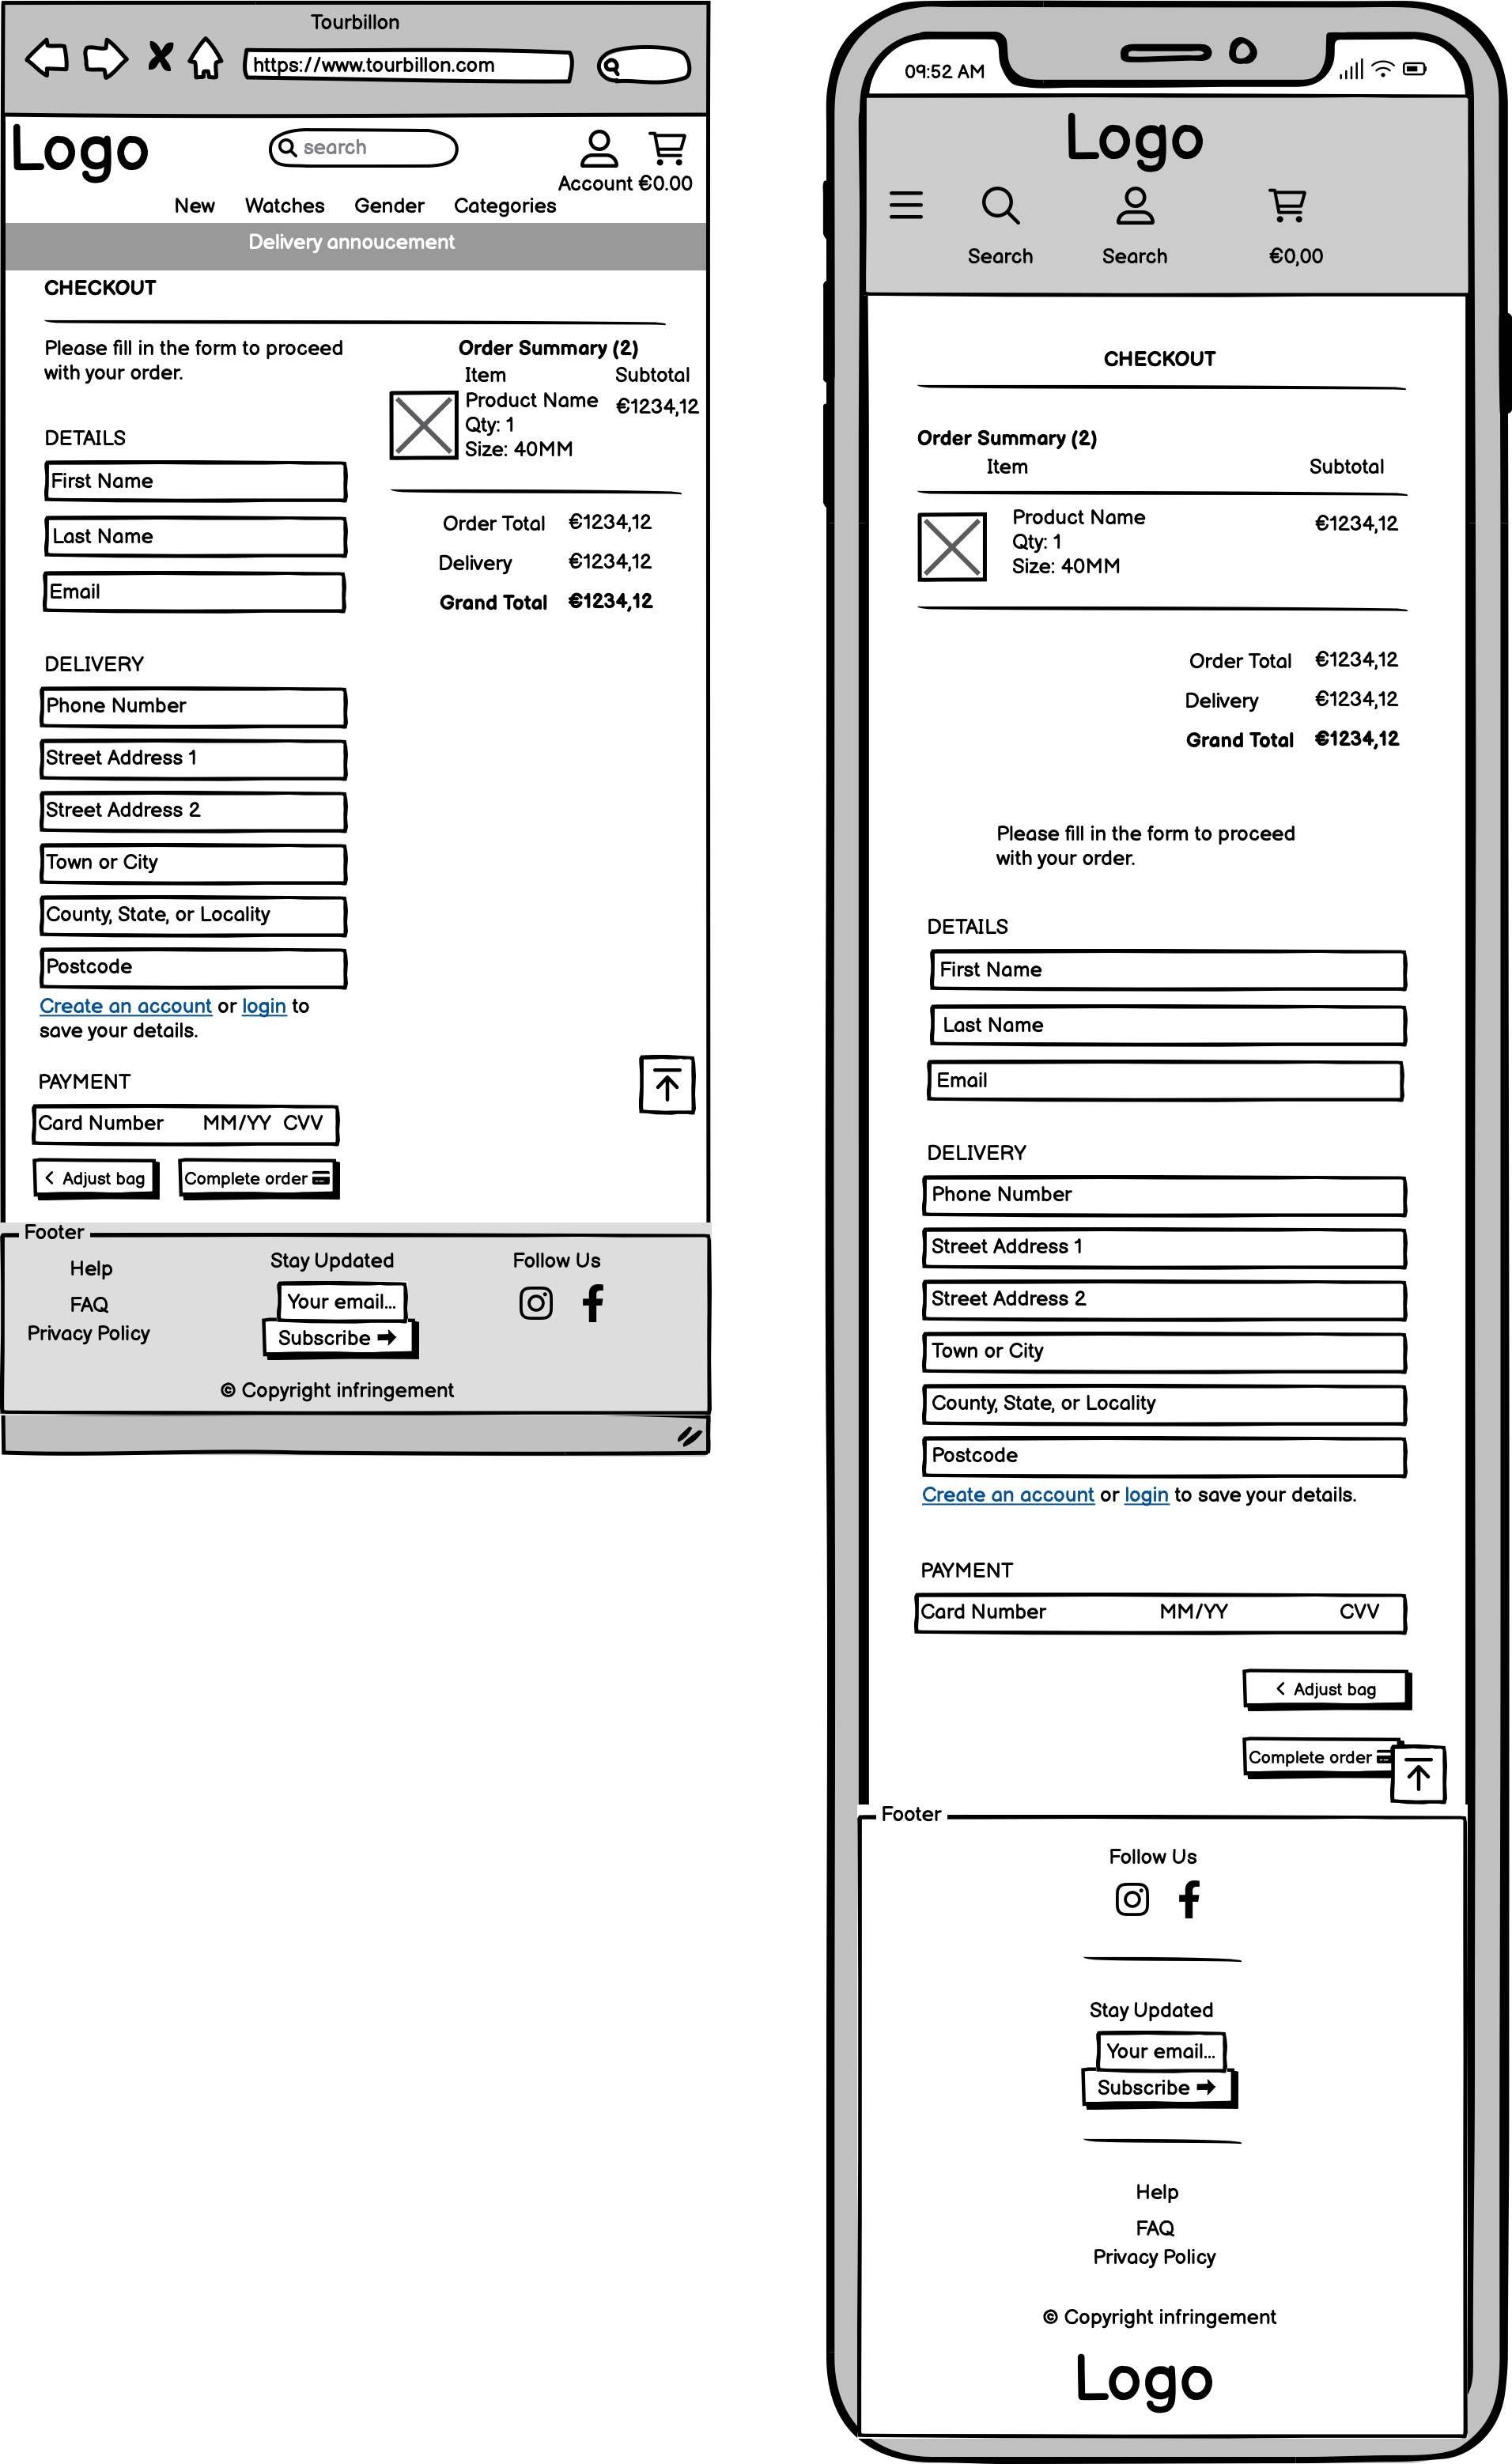 Tourbillon
https://www.tourbillon.com
Logo
search
Account €0.00
New Watches Gender Categories
Delivery annoucement
CHECKOUT
Please fill in the form to proceed
with your order.
DETAILS
First Name
Last Name
Email
DELIVERY
Phone Number
Street Address 1
Street Address 2
Town or City
County, State, or Locality
Postcode
Create an account or login to
save your details.
PAYMENT
Card Number MM/YY CVV
Adjust bag Complete order
Order Summary (2)
Item Subtotal
Product Name €1234,12
Qty: 1
Size: 40MM
Order Total €1234,12
Delivery €1234,12
Grand Total €1234,12
Footer
Help
FAQ
Privacy Policy
Stay Updated
Your email...
Subscribe
Follow Us
© Copyright infringement
09:52 AM
Logo
Search Search €0,00
CHECKOUT
Order Summary (2)
Item Subtotal
Product Name €1234,12
Qty: 1
Size: 40MM
Order Total €1234,12
Delivery €1234,12
Grand Total €1234,12
Please fill in the form to proceed
with your order.
DETAILS
First Name
Last Name
Email
DELIVERY
Phone Number
Street Address 1
Street Address 2
Town or City
County, State, or Locality
Postcode
Create an account or login to save your details.
PAYMENT
Card Number MM/YY CVV
Adjust bag
Complete order
Footer
Follow Us
Stay Updated
Your email...
Subscribe
Help
FAQ
Privacy Policy
© Copyright infringement
Logo